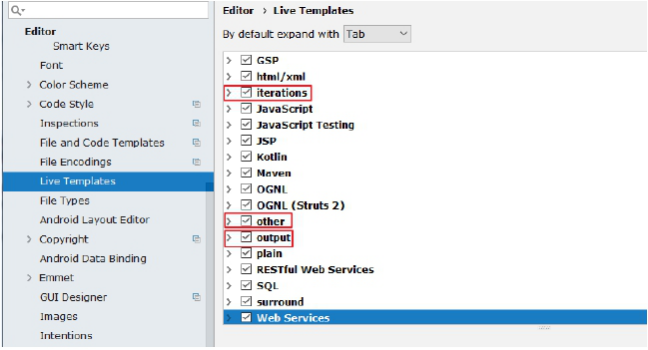 Editor
Smart Keys
Font
Color Scheme
Code Style
Inspections
File and Code Templates
File Encodings
Live Templates
File Types
Android Layout Editor
Copyright
Android Data Binding
Emmet
GUI Designer
Images
Intentions
Editor > Live Templates
By default expand with Tab
GSP
html/xml
iterations
JavaScript
JavaScript Testing
JSP
Kotlin
Maven
OGNL
OGNL (Struts 2)
other
output
plain
RESTful Web Services
SQL
surround
Web Services